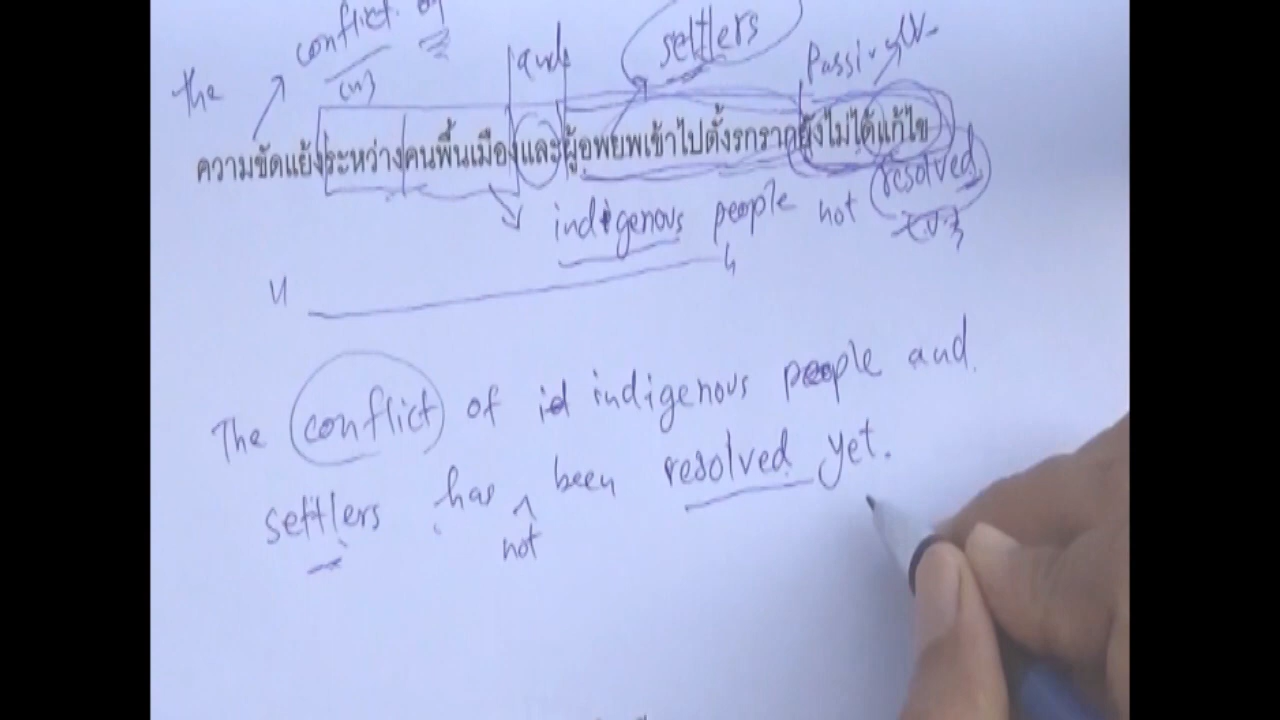 conflict of
settlers
and
Passive V.
the
(n)
ความขัดแย้งระหว่างคนพื้นเมืองและผู้อพยพเข้าไปตั้งรกรากยังไม่ได้แก้ไข
indigenous people not resolved
The conflict of id indigenous people and
settlers has been resolved yet.
not